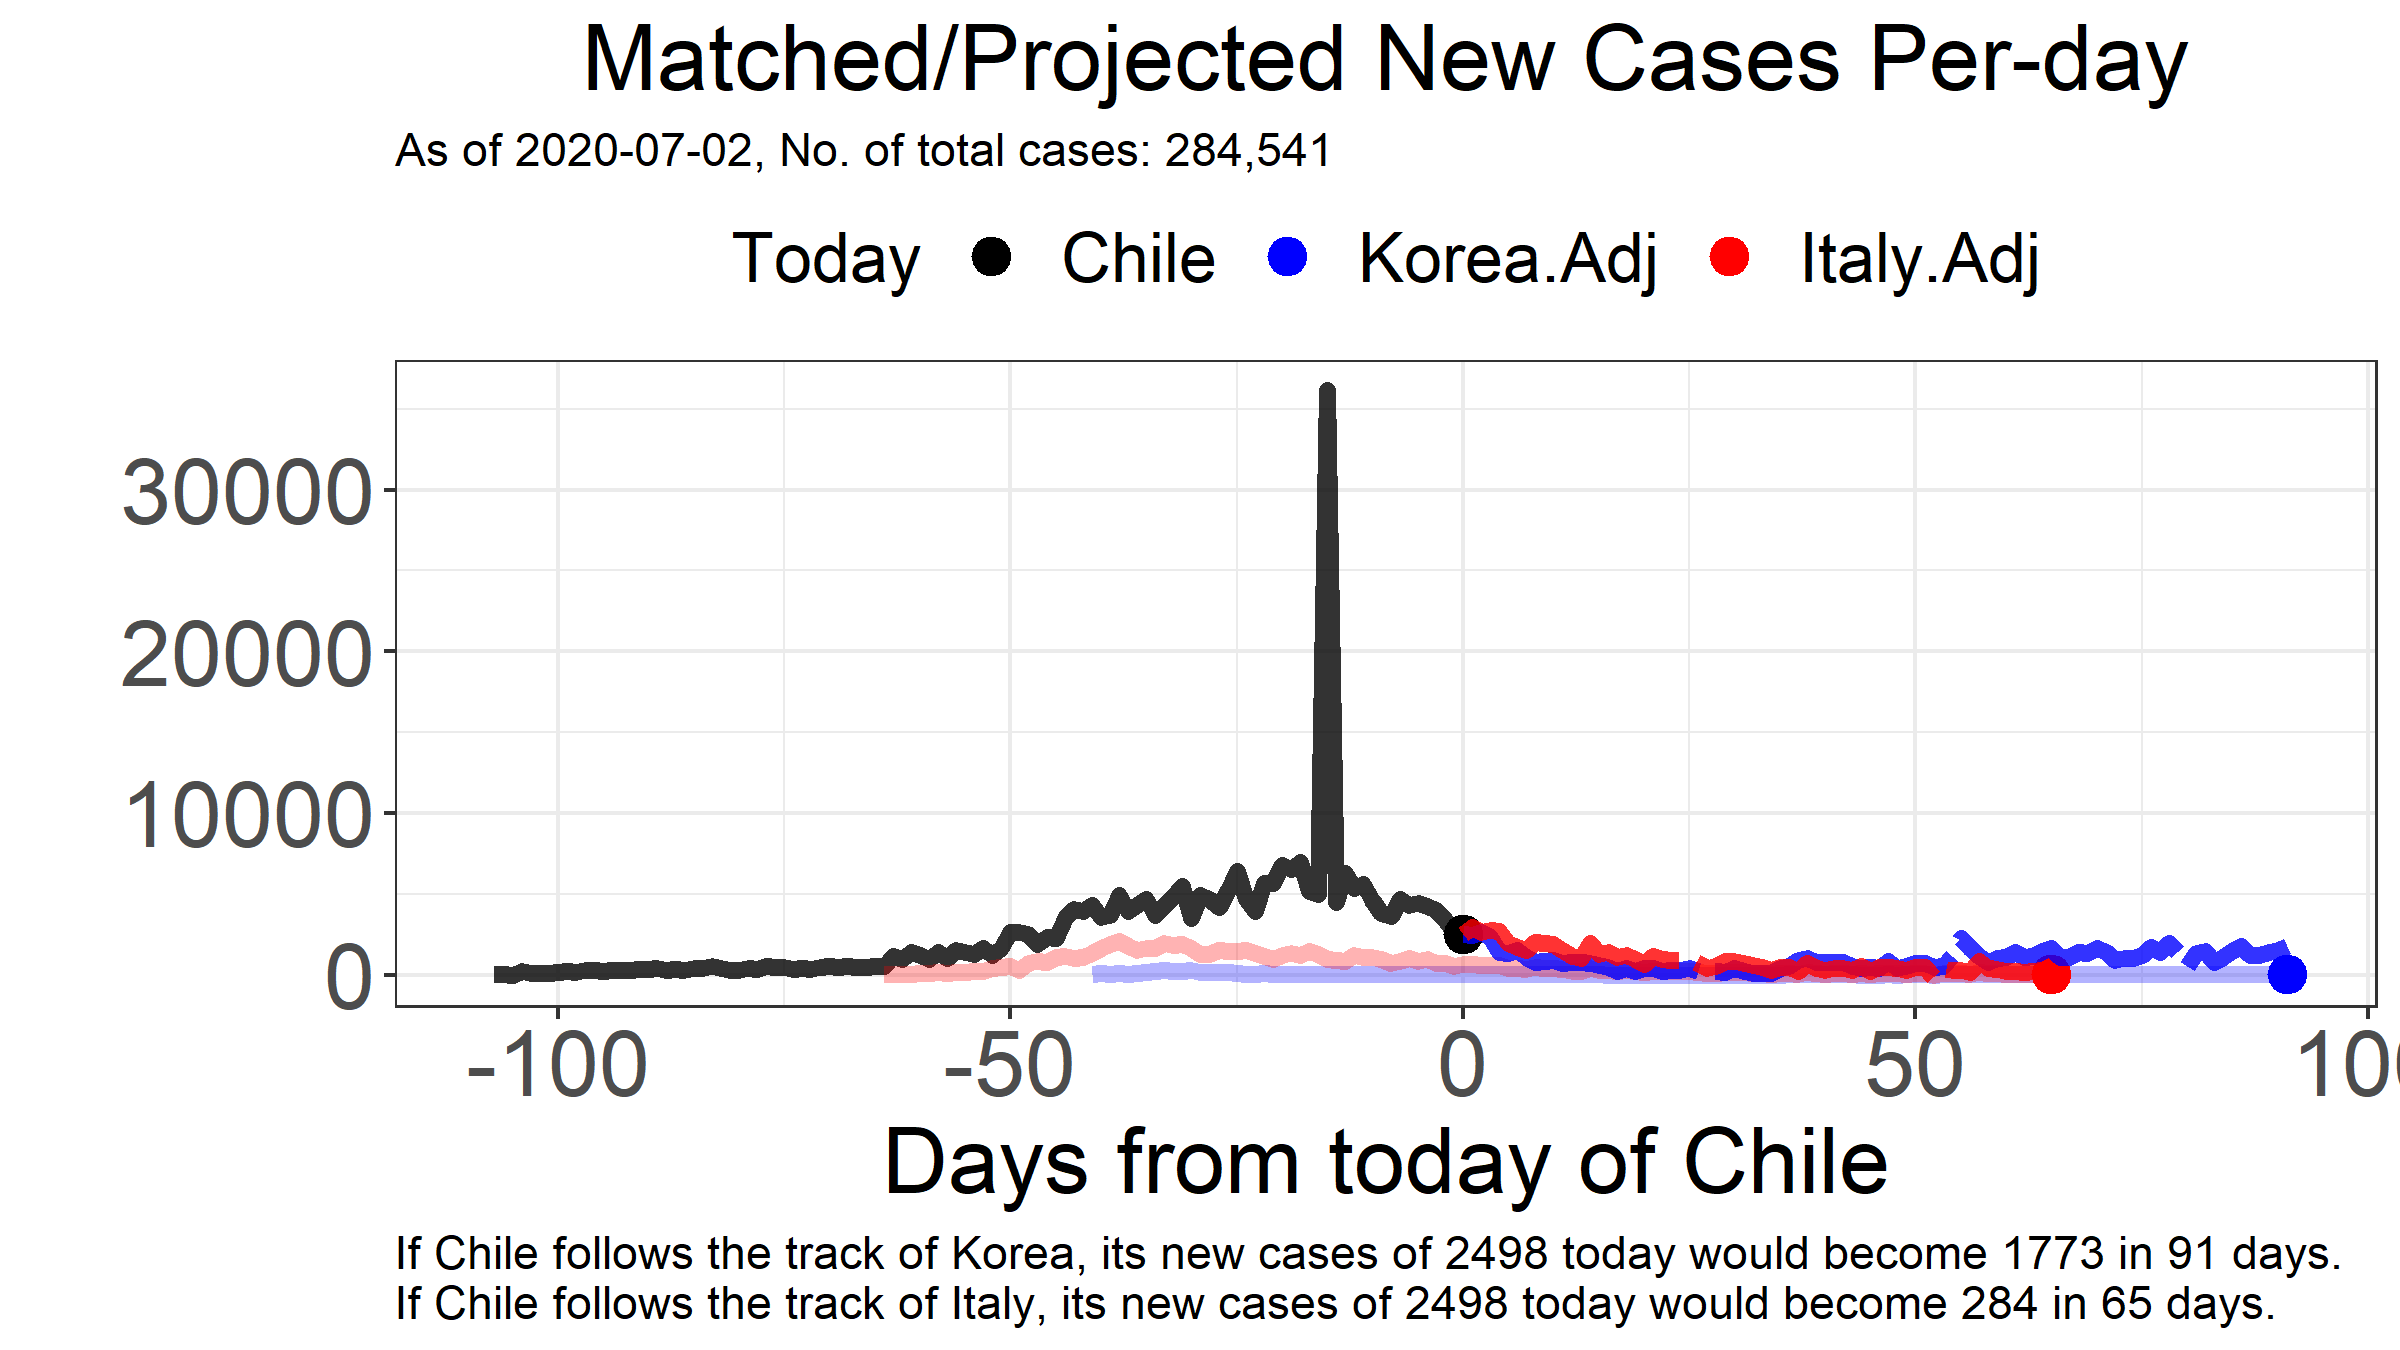 Matched/Projected New Cases Per-day
As of 2020-07-02, No. of total cases: 284,541
Today Chile Korea.Adj Italy.Adj
30000
20000
10000
0
-100 -50 0 50 100
Days from today of Chile
If Chile follows the track of Korea, its new cases of 2498 today would become 1773 in 91 days.
If Chile follows the track of Italy, its new cases of 2498 today would become 284 in 65 days.